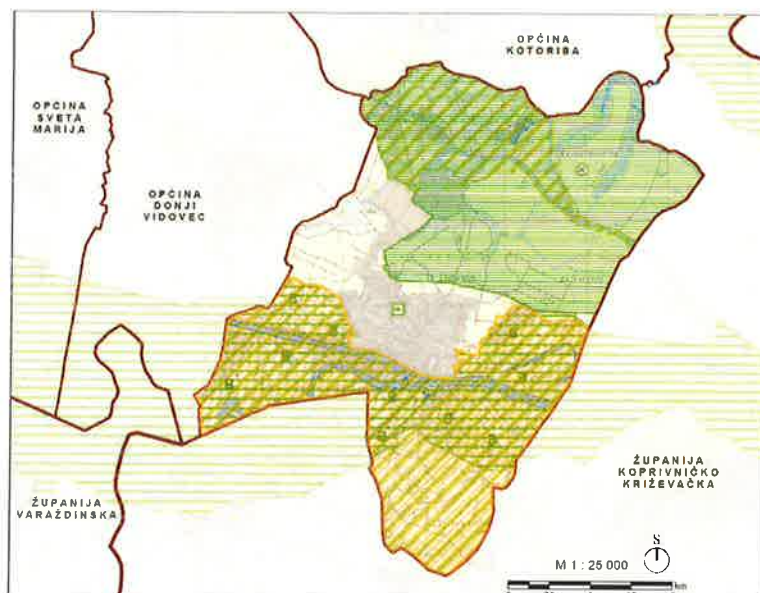 OPĆINA
KOTORIBA
OPĆINA
SVETA
MARIJA
OPĆINA
DONJI
VIDOVEC
ŽUPANIJA
KOPRIVNIČKO
KRIŽEVAČKA
ŽUPANIJA
VARAŽDINSKA
S
M 1 : 25 000
km